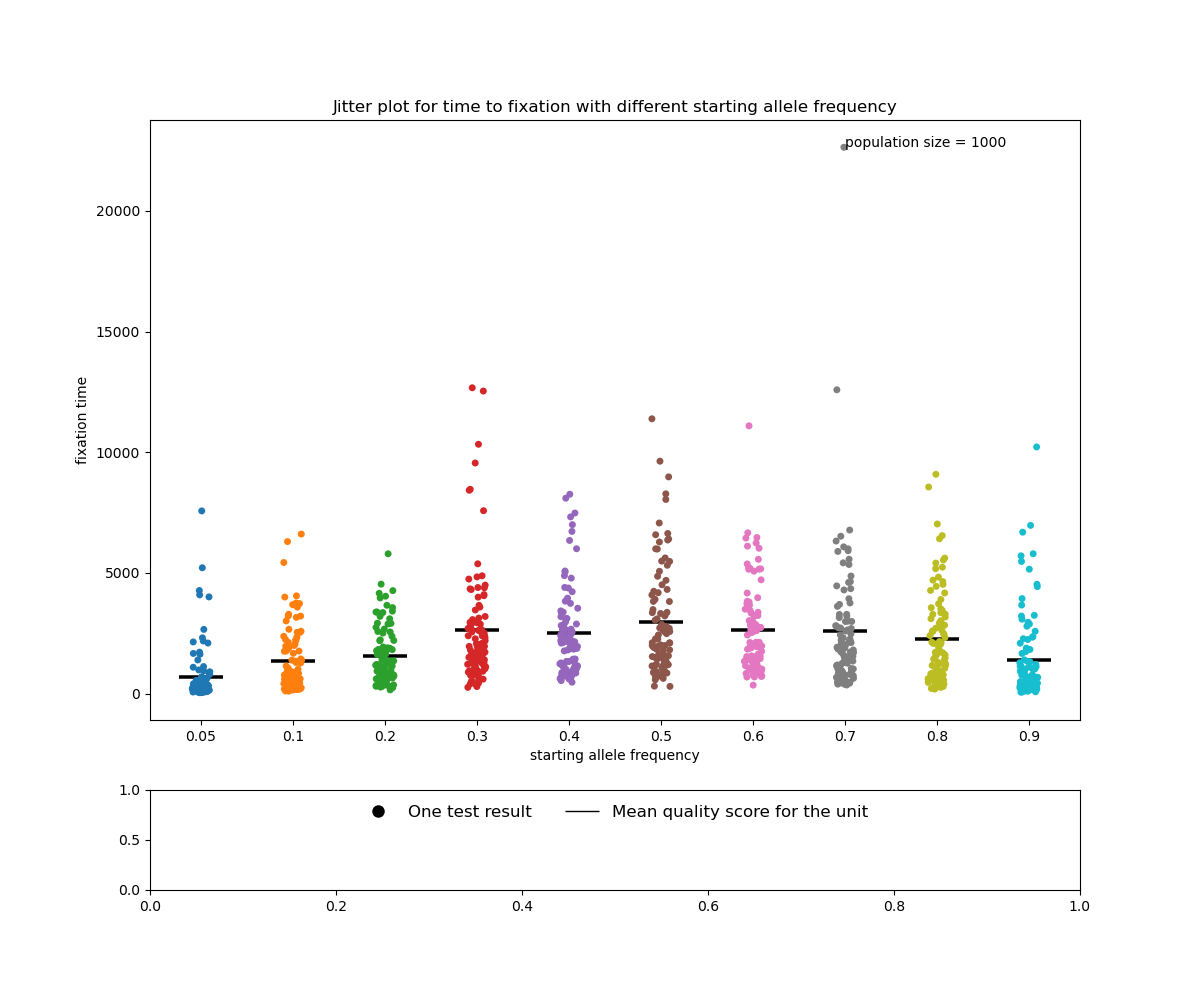 Jitter plot for time to fixation with different starting allele frequency
population size = 1000
20000
15000
10000
5000
0
fixation time
0.05 0.1 0.2 0.3 0.4 0.5 0.6 0.7 0.8 0.9
starting allele frequency
1.0
One test result Mean quality score for the unit
0.5
0.0
0.0 0.2 0.4 0.6 0.8 1.0